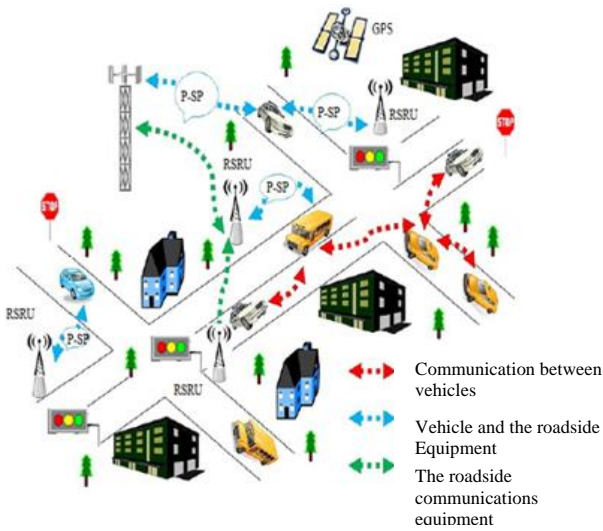 GPS
P-SP
P-SP
RSRU
STOP
RSRU
P-SP
STOP
RSRU
P-SP
RSRU
Communication between
vehicles
Vehicle and the roadside
Equipment
The roadside
communications
equipment